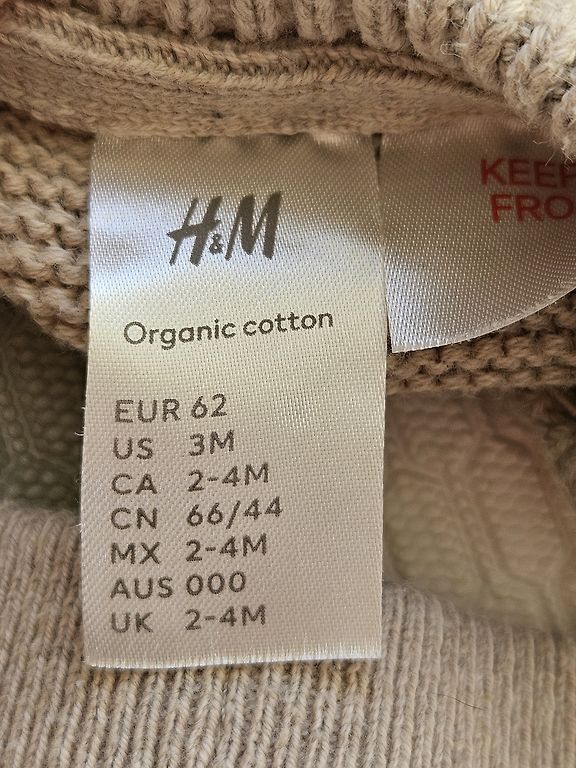 H&M
Organic cotton
EUR 62
US 3M
CA 2-4M
CN 66/44
MX 2-4M
AUS 000
UK 2-4M
KEEP
FRO